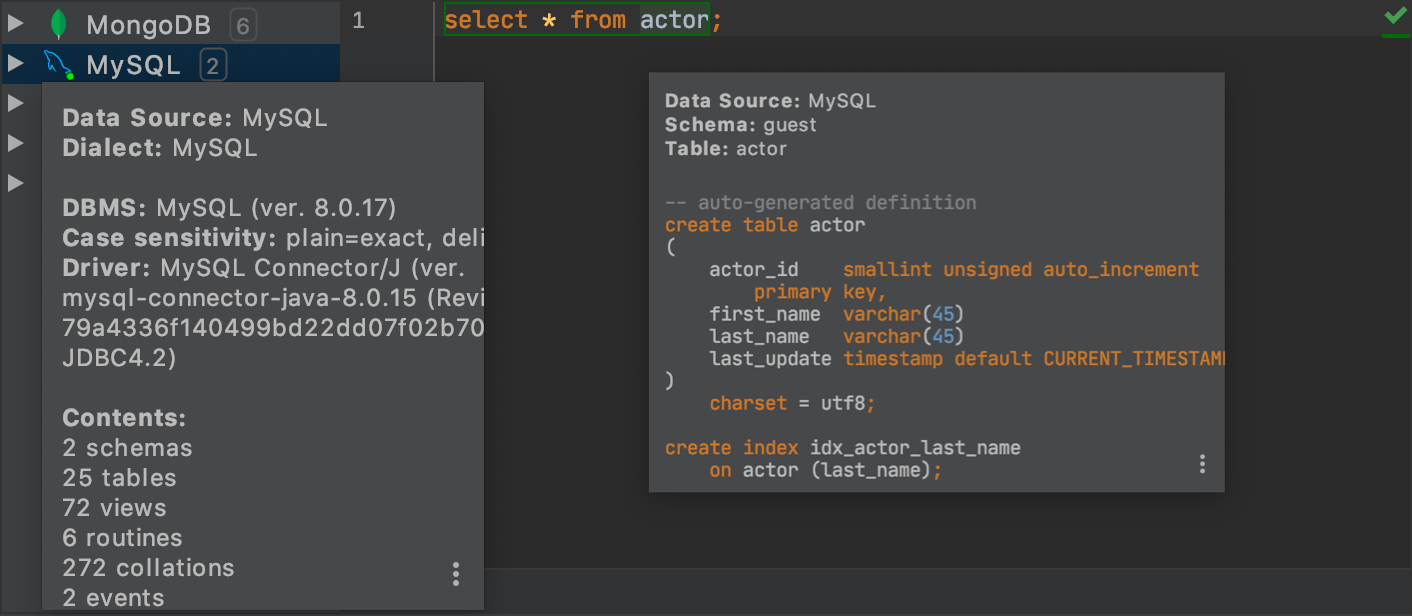 MongoDB 6
MySQL 2
1 select * from actor;
Data Source: MySQL
Dialect: MySQL
DBMS: MySQL (ver. 8.0.17)
Case sensitivity: plain=exact, deli
Driver: MySQL Connector/J (ver.
mysql-connector-java-8.0.15 (Revi
79a4336f140499bd22dd07f02b70
JDBC4.2)
Contents:
2 schemas
25 tables
72 views
6 routines
272 collations
2 events
Data Source: MySQL
Schema: guest
Table: actor
-- auto-generated definition
create table actor
(
    actor_id    smallint unsigned auto_increment
        primary key,
    first_name  varchar(45)
    last_name   varchar(45)
    last_update timestamp default CURRENT_TIMESTAM
)
    charset = utf8;
create index idx_actor_last_name
    on actor (last_name);